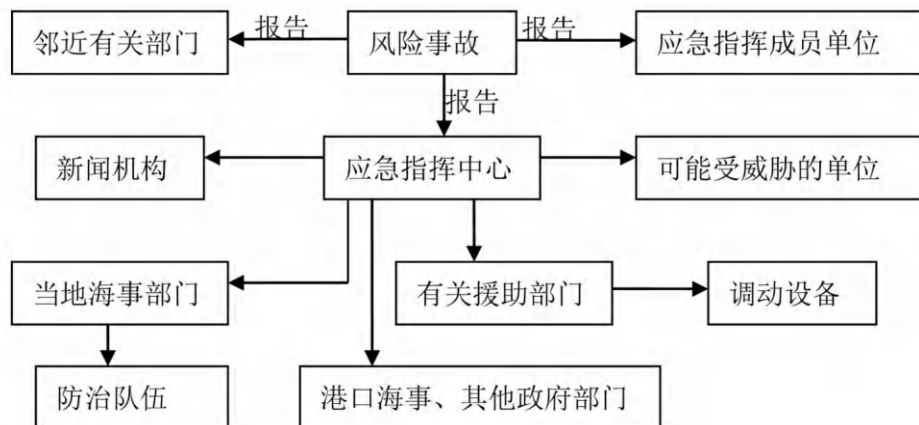 邻近有关部门
报告
风险事故
报告
应急指挥成员单位
报告
新闻机构
应急指挥中心
可能受威胁的单位
当地海事部门
有关援助部门
调动设备
防治队伍
港口海事、其他政府部门